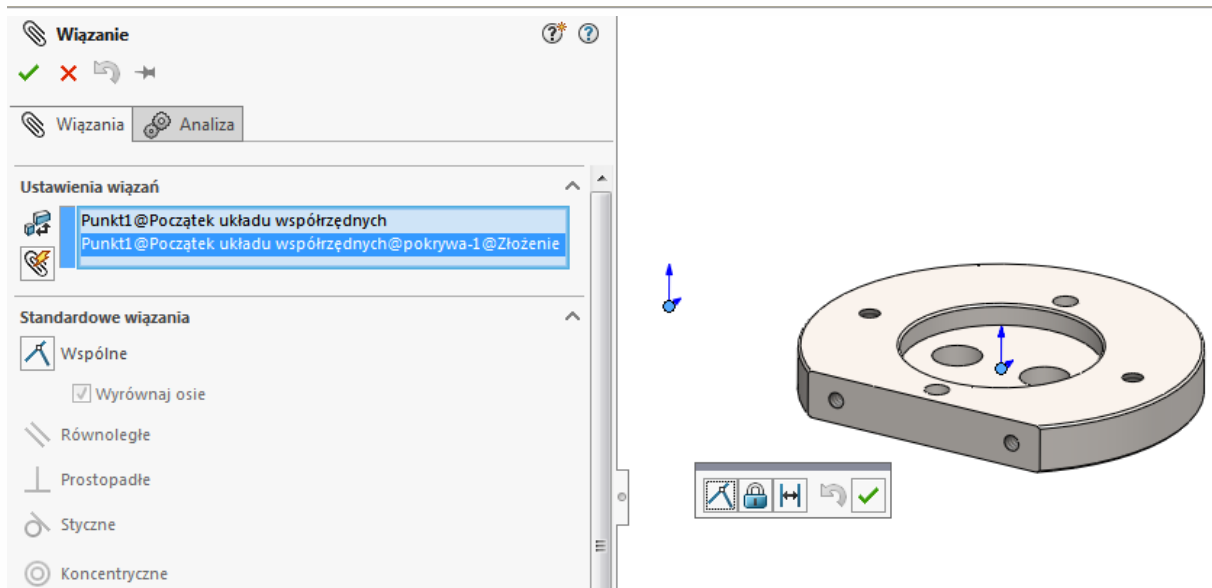 Wiązanie
Wiązania Analiza
Ustawienia wiązań
Punkt1@Początek układu współrzędnych
Punkt1@Początek układu współrzędnych@pokrywa-1@Złożenie
Standardowe wiązania
Wspólne
Wyrównaj osie
Równoległe
Prostopadłe
Styczne
Koncentryczne